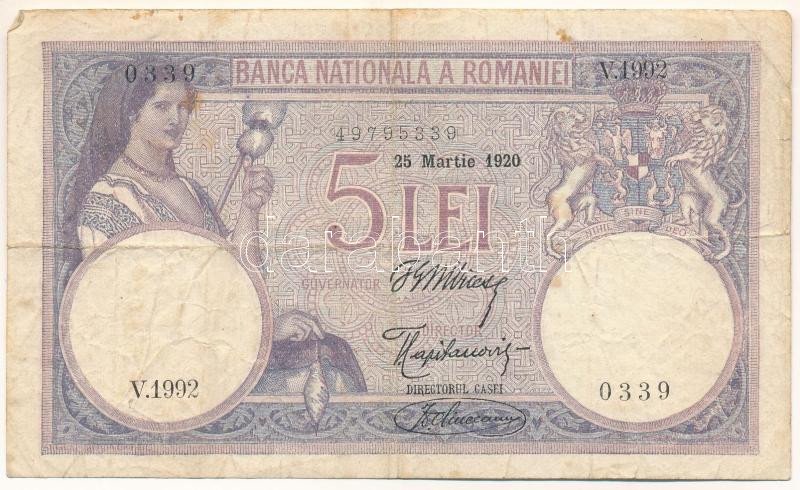 0339
BANCA NATIONALA A ROMANIEI
V.1992
49795339
25 Martie 1920
5 LEI
NIHIL SINE DEO
darabanth
GUVERNATOR
DIRECTOR
DIRECTORUL CASEI
V.1992
0339